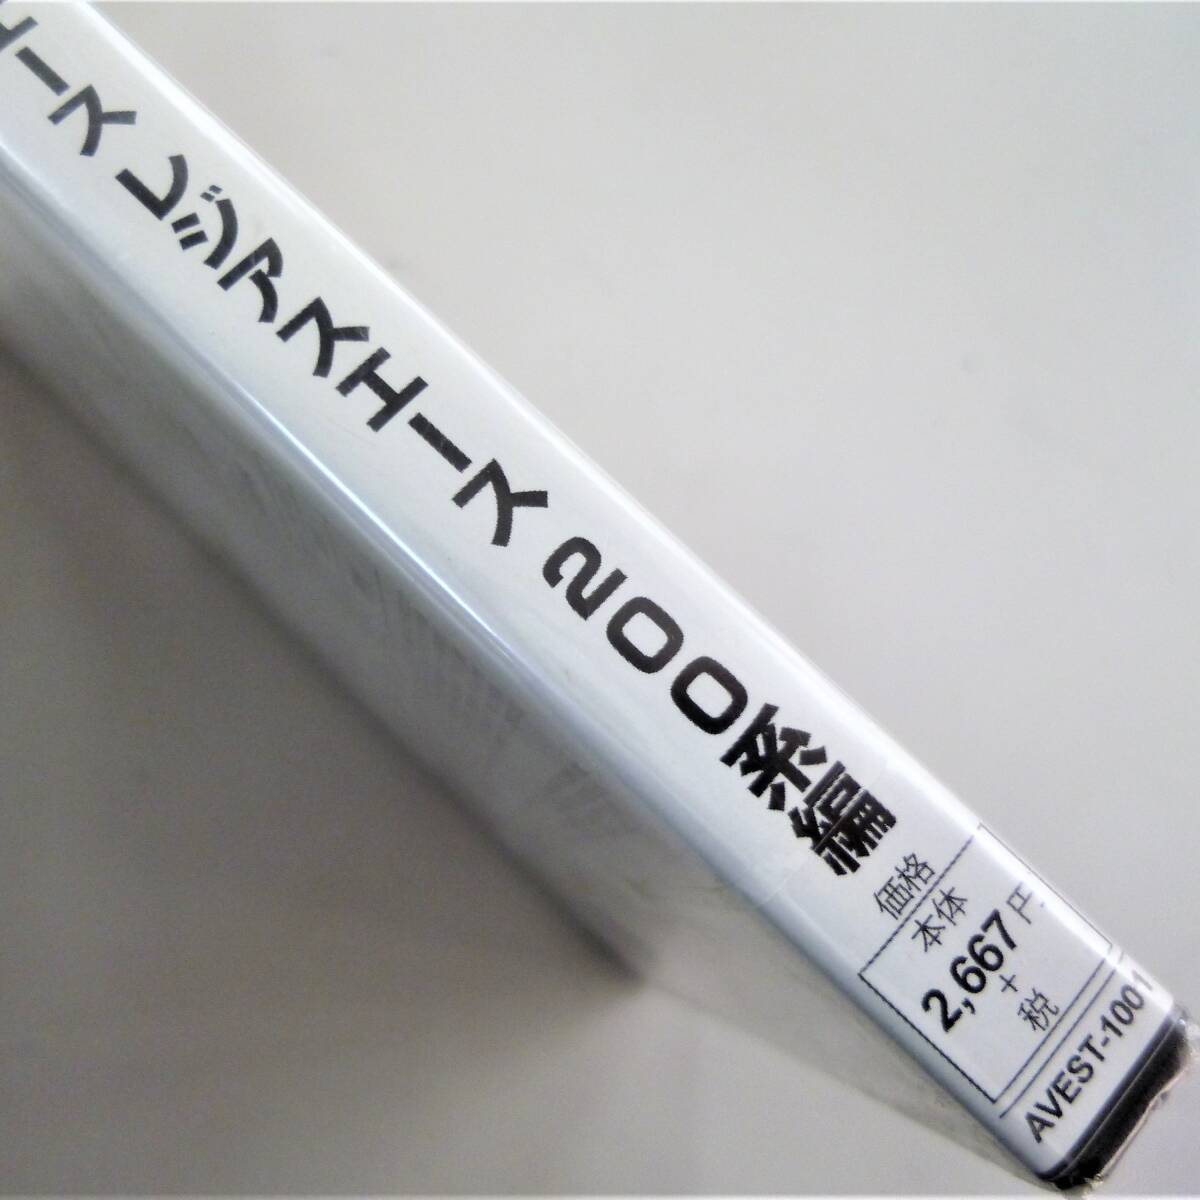 エース レジアスエース 200系編
価格
本体
2,667円
+
税
AVEST-1001